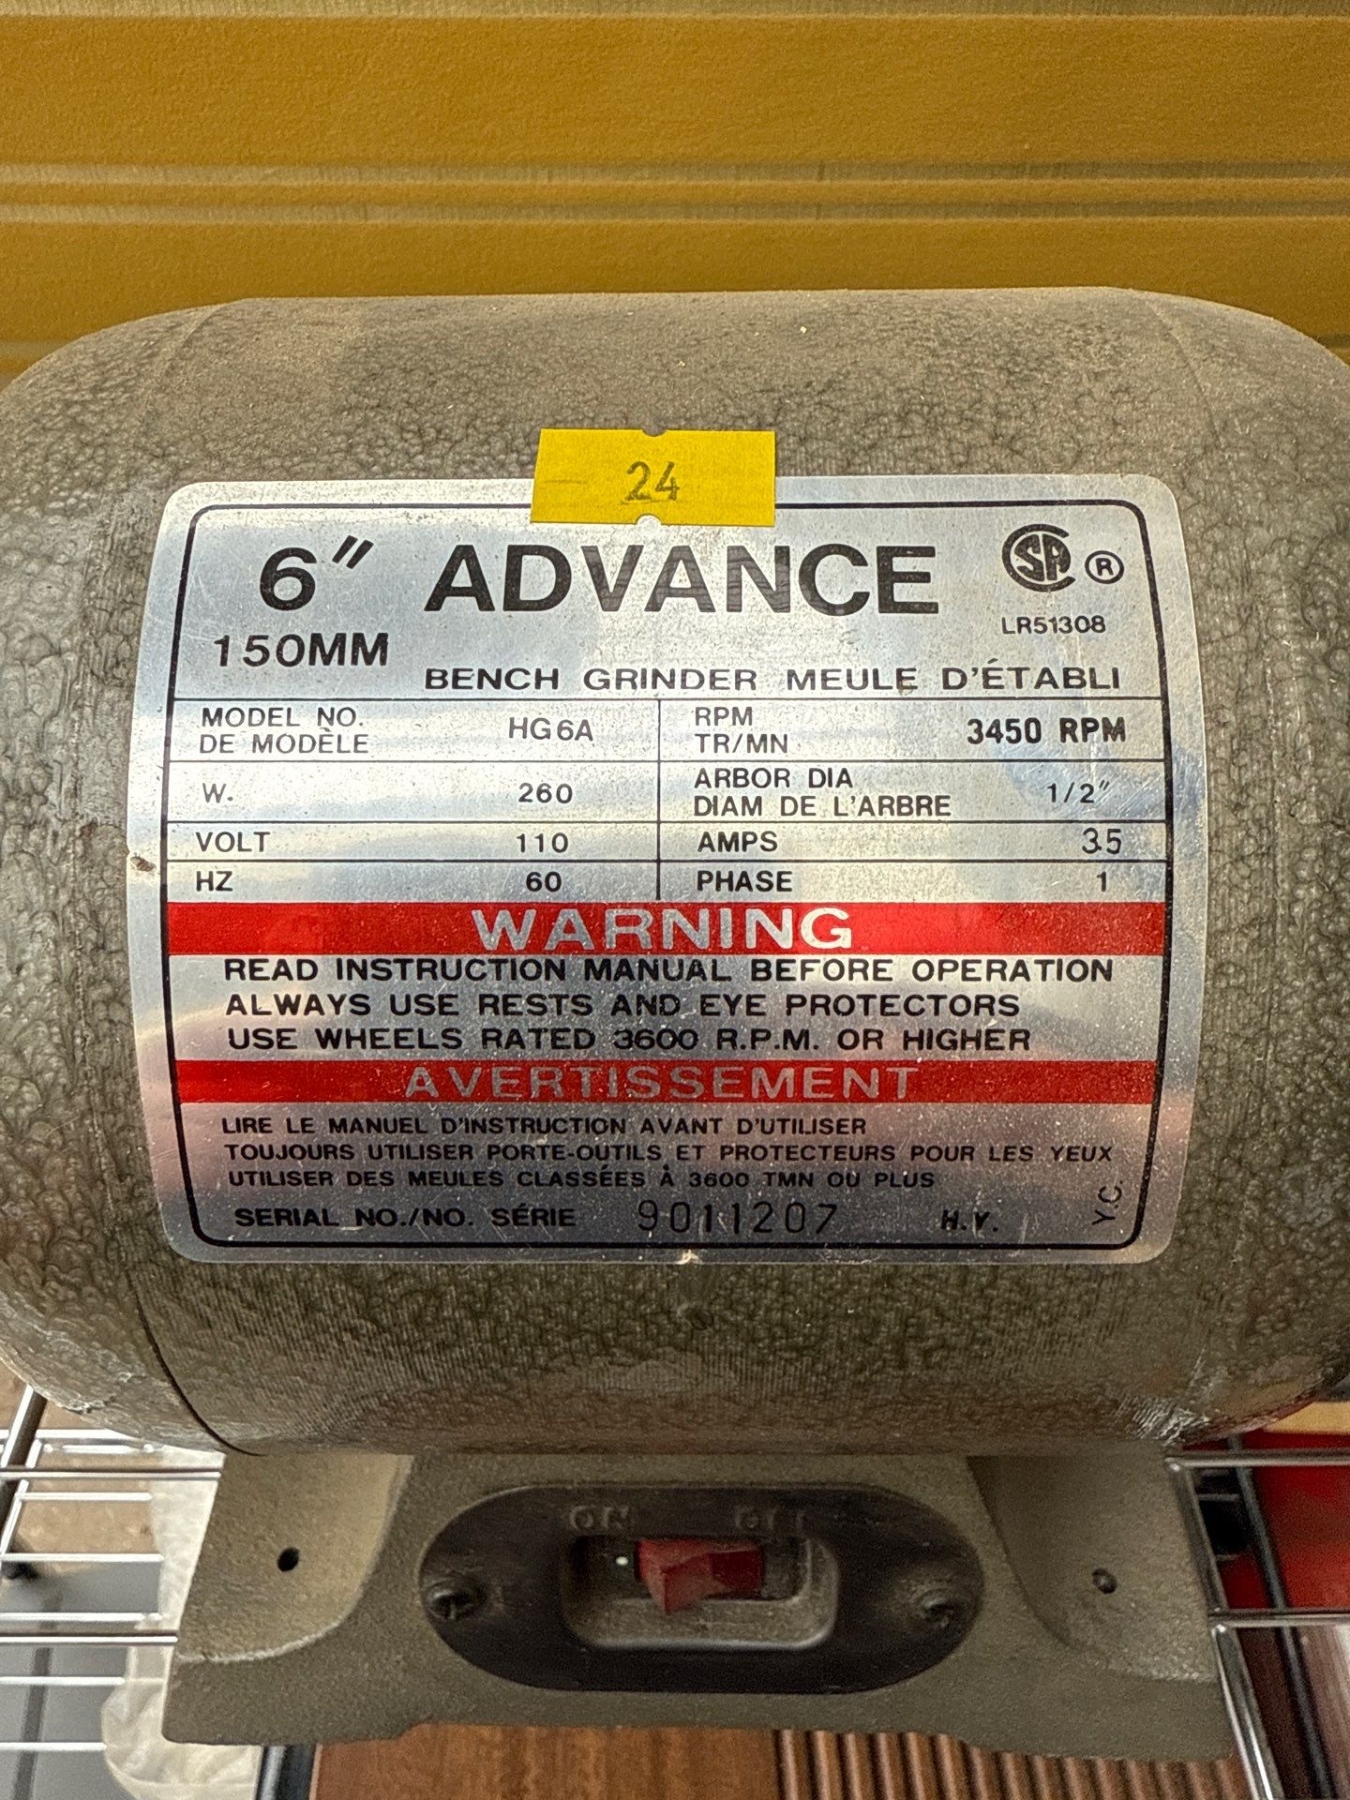 24
6" ADVANCE
SA ®
LR51308
150MM
BENCH GRINDER MEULE D'ÉTABLI
MODEL NO. HG6A RPM 3450 RPM
DE MODÈLE TR/MN
W. 260 ARBOR DIA 1/2"
DIAM DE L'ARBRE
VOLT 110 AMPS 3.5
HZ 60 PHASE 1
WARNING
READ INSTRUCTION MANUAL BEFORE OPERATION
ALWAYS USE RESTS AND EYE PROTECTORS
USE WHEELS RATED 3600 R.P.M. OR HIGHER
AVERTISSEMENT
LIRE LE MANUEL D'INSTRUCTION AVANT D'UTILISER
TOUJOURS UTILISER PORTE-OUTILS ET PROTECTEURS POUR LES YEUX
UTILISER DES MEULES CLASSÉES À 3600 TMN OU PLUS
SERIAL NO./NO. SÉRIE 9011207 H.Y.
Y.C.
ON OFF